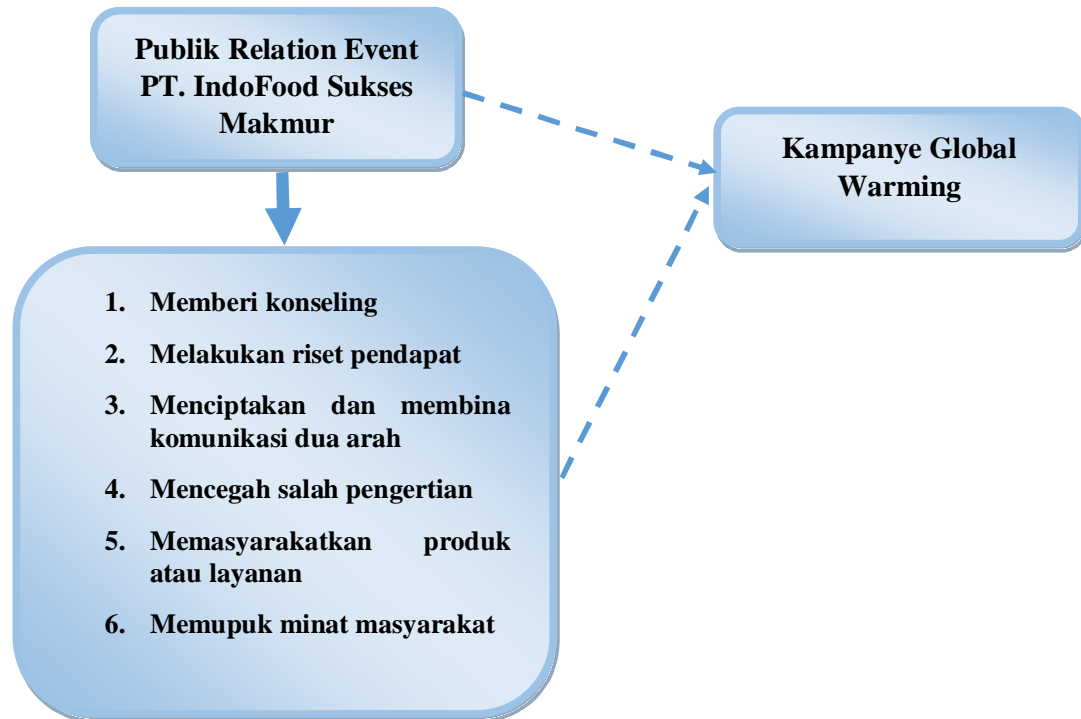 Publik Relation Event
PT. IndoFood Sukses
Makmur
Kampanye Global
Warming
1. Memberi konseling
2. Melakukan riset pendapat
3. Menciptakan dan membina
komunikasi dua arah
4. Mencegah salah pengertian
5. Memasyarakatkan produk
atau layanan
6. Memupuk minat masyarakat